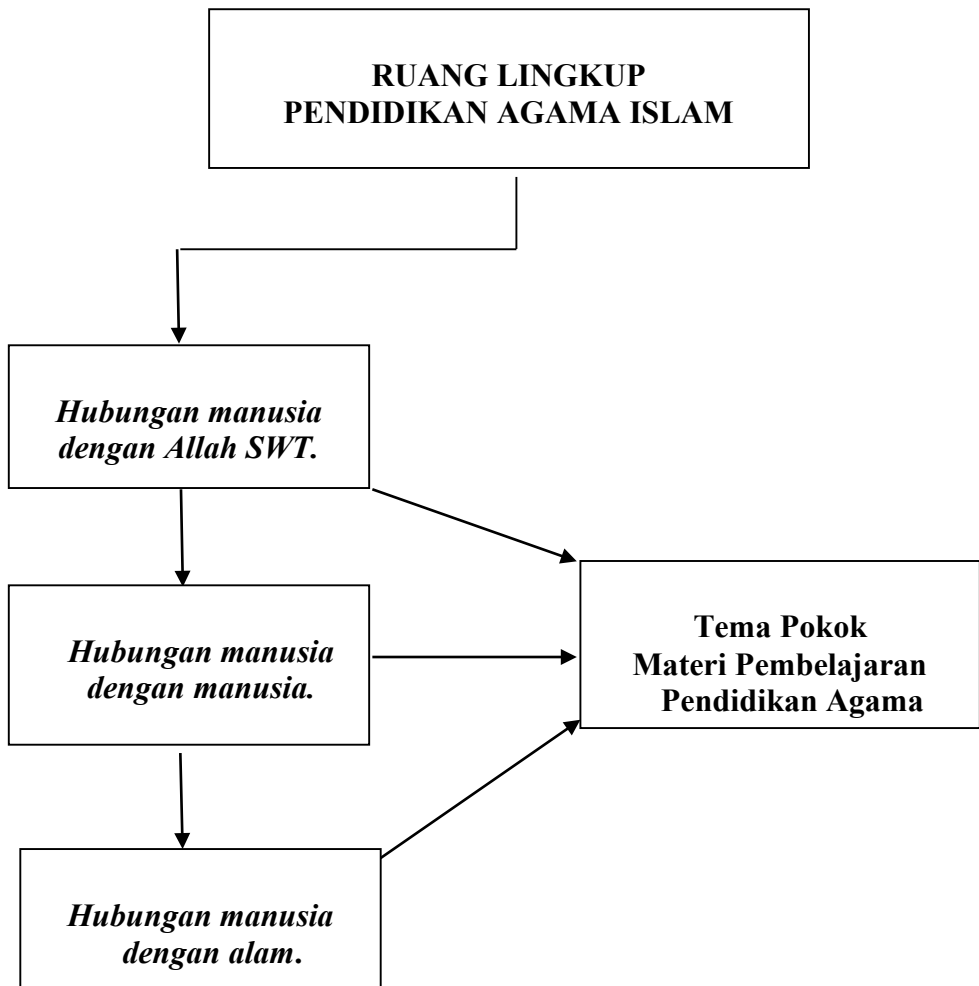 RUANG LINGKUP
PENDIDIKAN AGAMA ISLAM
Hubungan manusia
dengan Allah SWT.
Hubungan manusia
dengan manusia.
Tema Pokok
Materi Pembelajaran
Pendidikan Agama
Hubungan manusia
dengan alam.